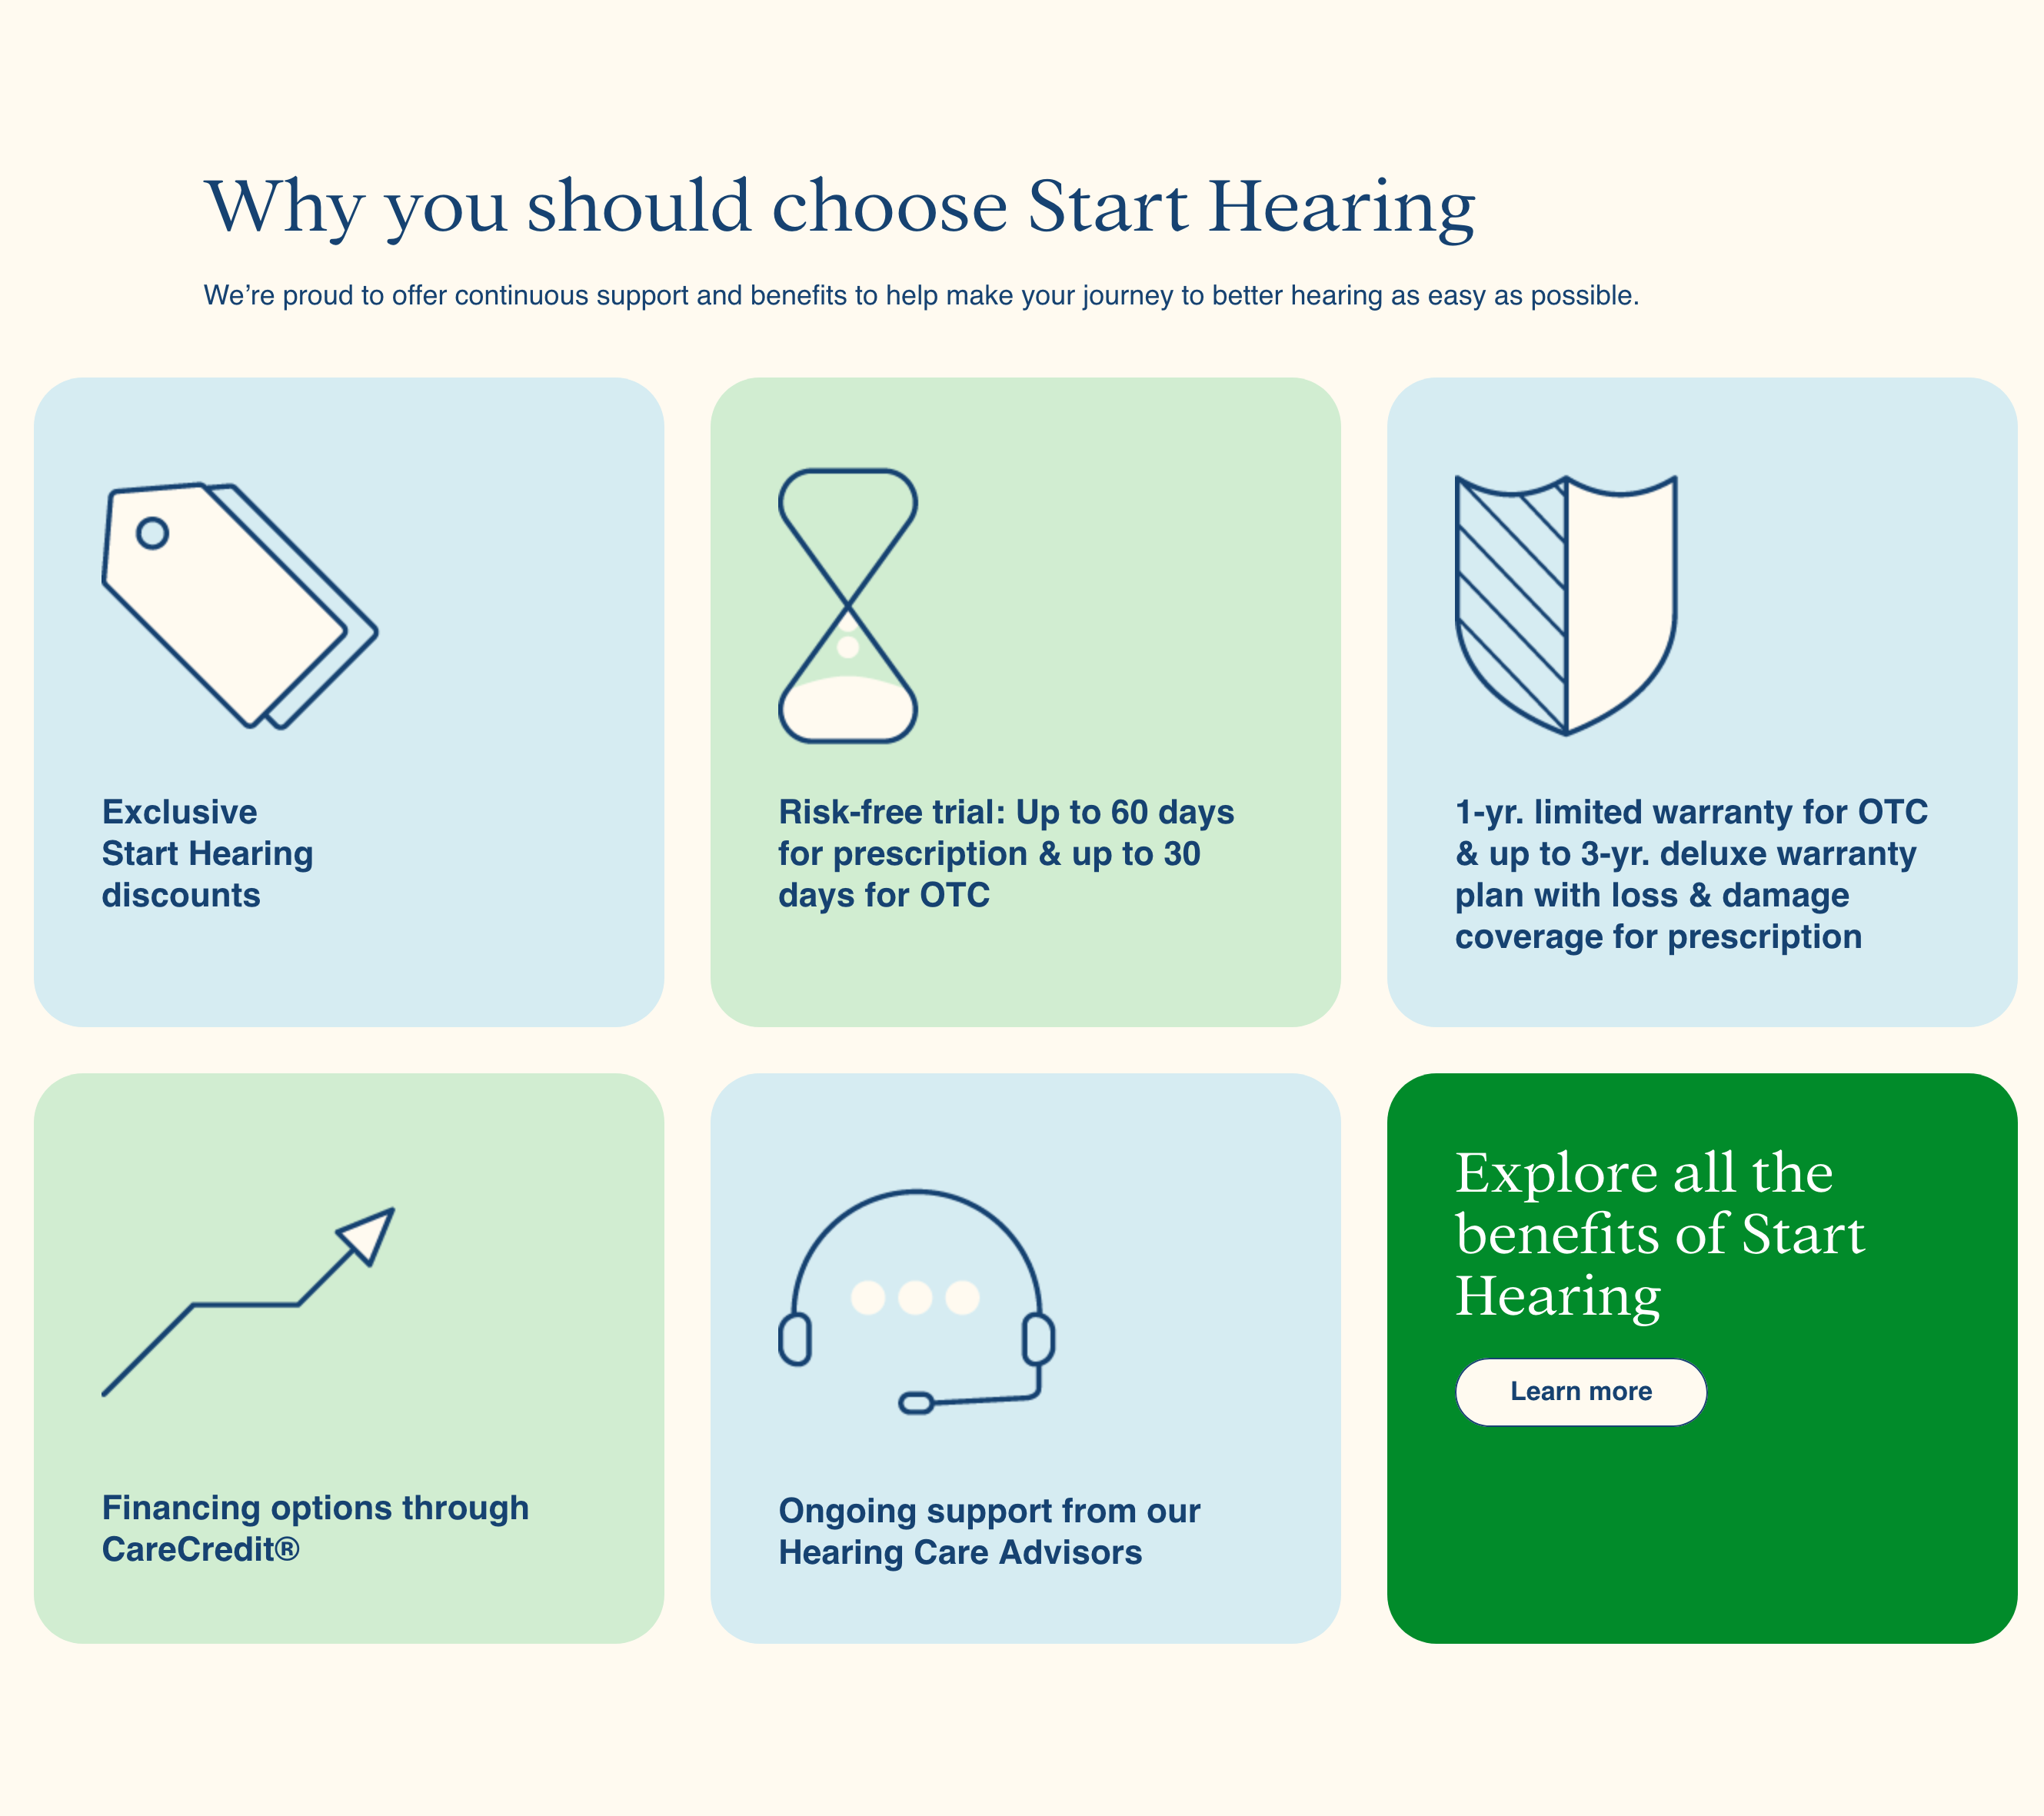 Why you should choose Start Hearing
We’re proud to offer continuous support and benefits to help make your journey to better hearing as easy as possible.
Exclusive
Start Hearing
discounts
Risk-free trial: Up to 60 days
for prescription & up to 30
days for OTC
1-yr. limited warranty for OTC
& up to 3-yr. deluxe warranty
plan with loss & damage
coverage for prescription
Financing options through
CareCredit®
Ongoing support from our
Hearing Care Advisors
Explore all the
benefits of Start
Hearing
Learn more